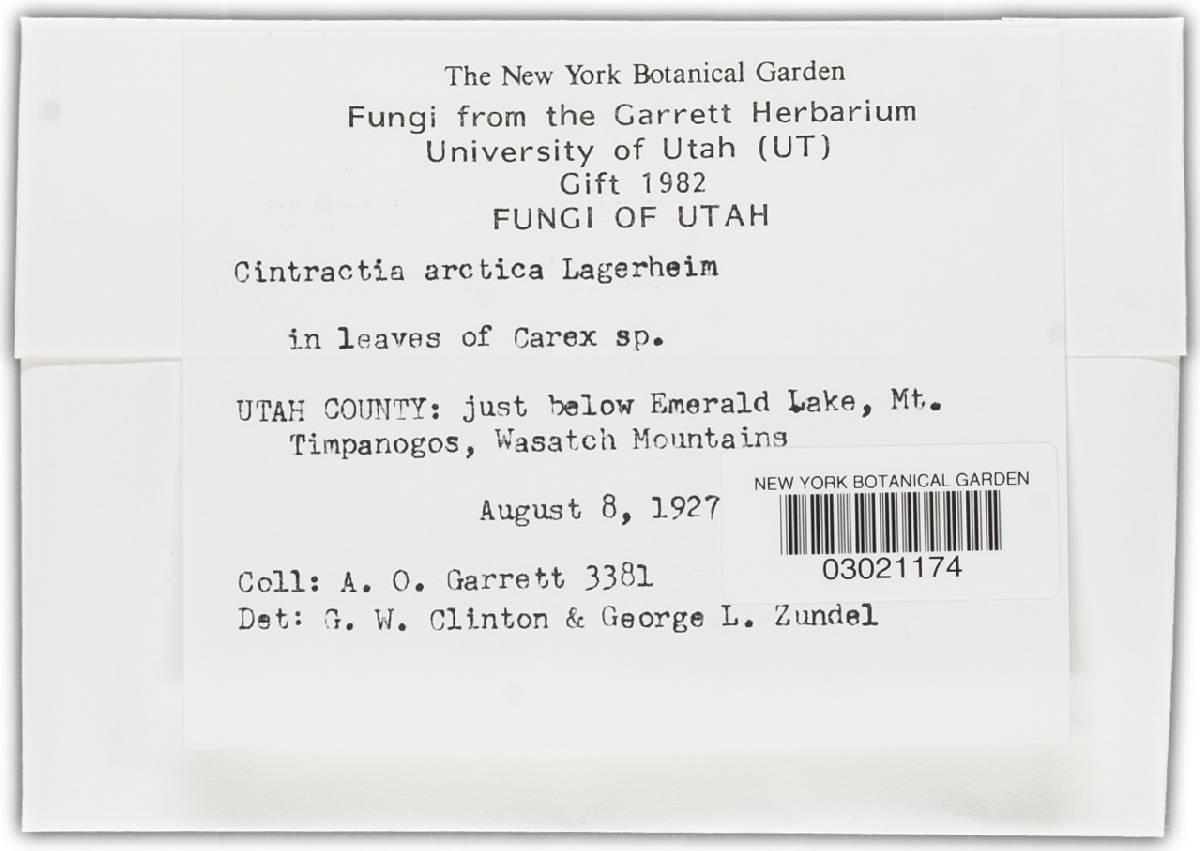 The New York Botanical Garden
Fungi from the Garrett Herbarium
University of Utah (UT)
Gift 1982
FUNGI OF UTAH
Cintractia arctica Lagerheim
in leaves of Carex sp.
UTAH COUNTY: just below Emerald Lake, Mt.
Timpanogos, Wasatch Mountains
August 8, 1927
NEW YORK BOTANICAL GARDEN
03021174
Coll: A. O. Garrett 3381
Det: G. W. Clinton & George L. Zundel